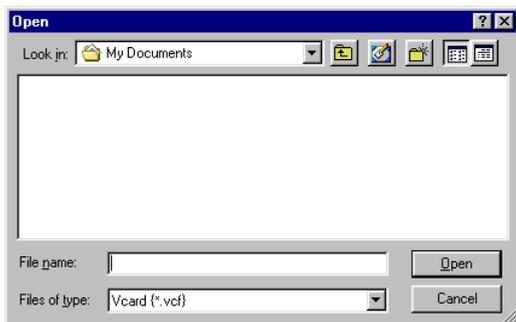 Open
Look in: My Documents
File name:
Open
Files of type: Vcard {*.vcf}
Cancel